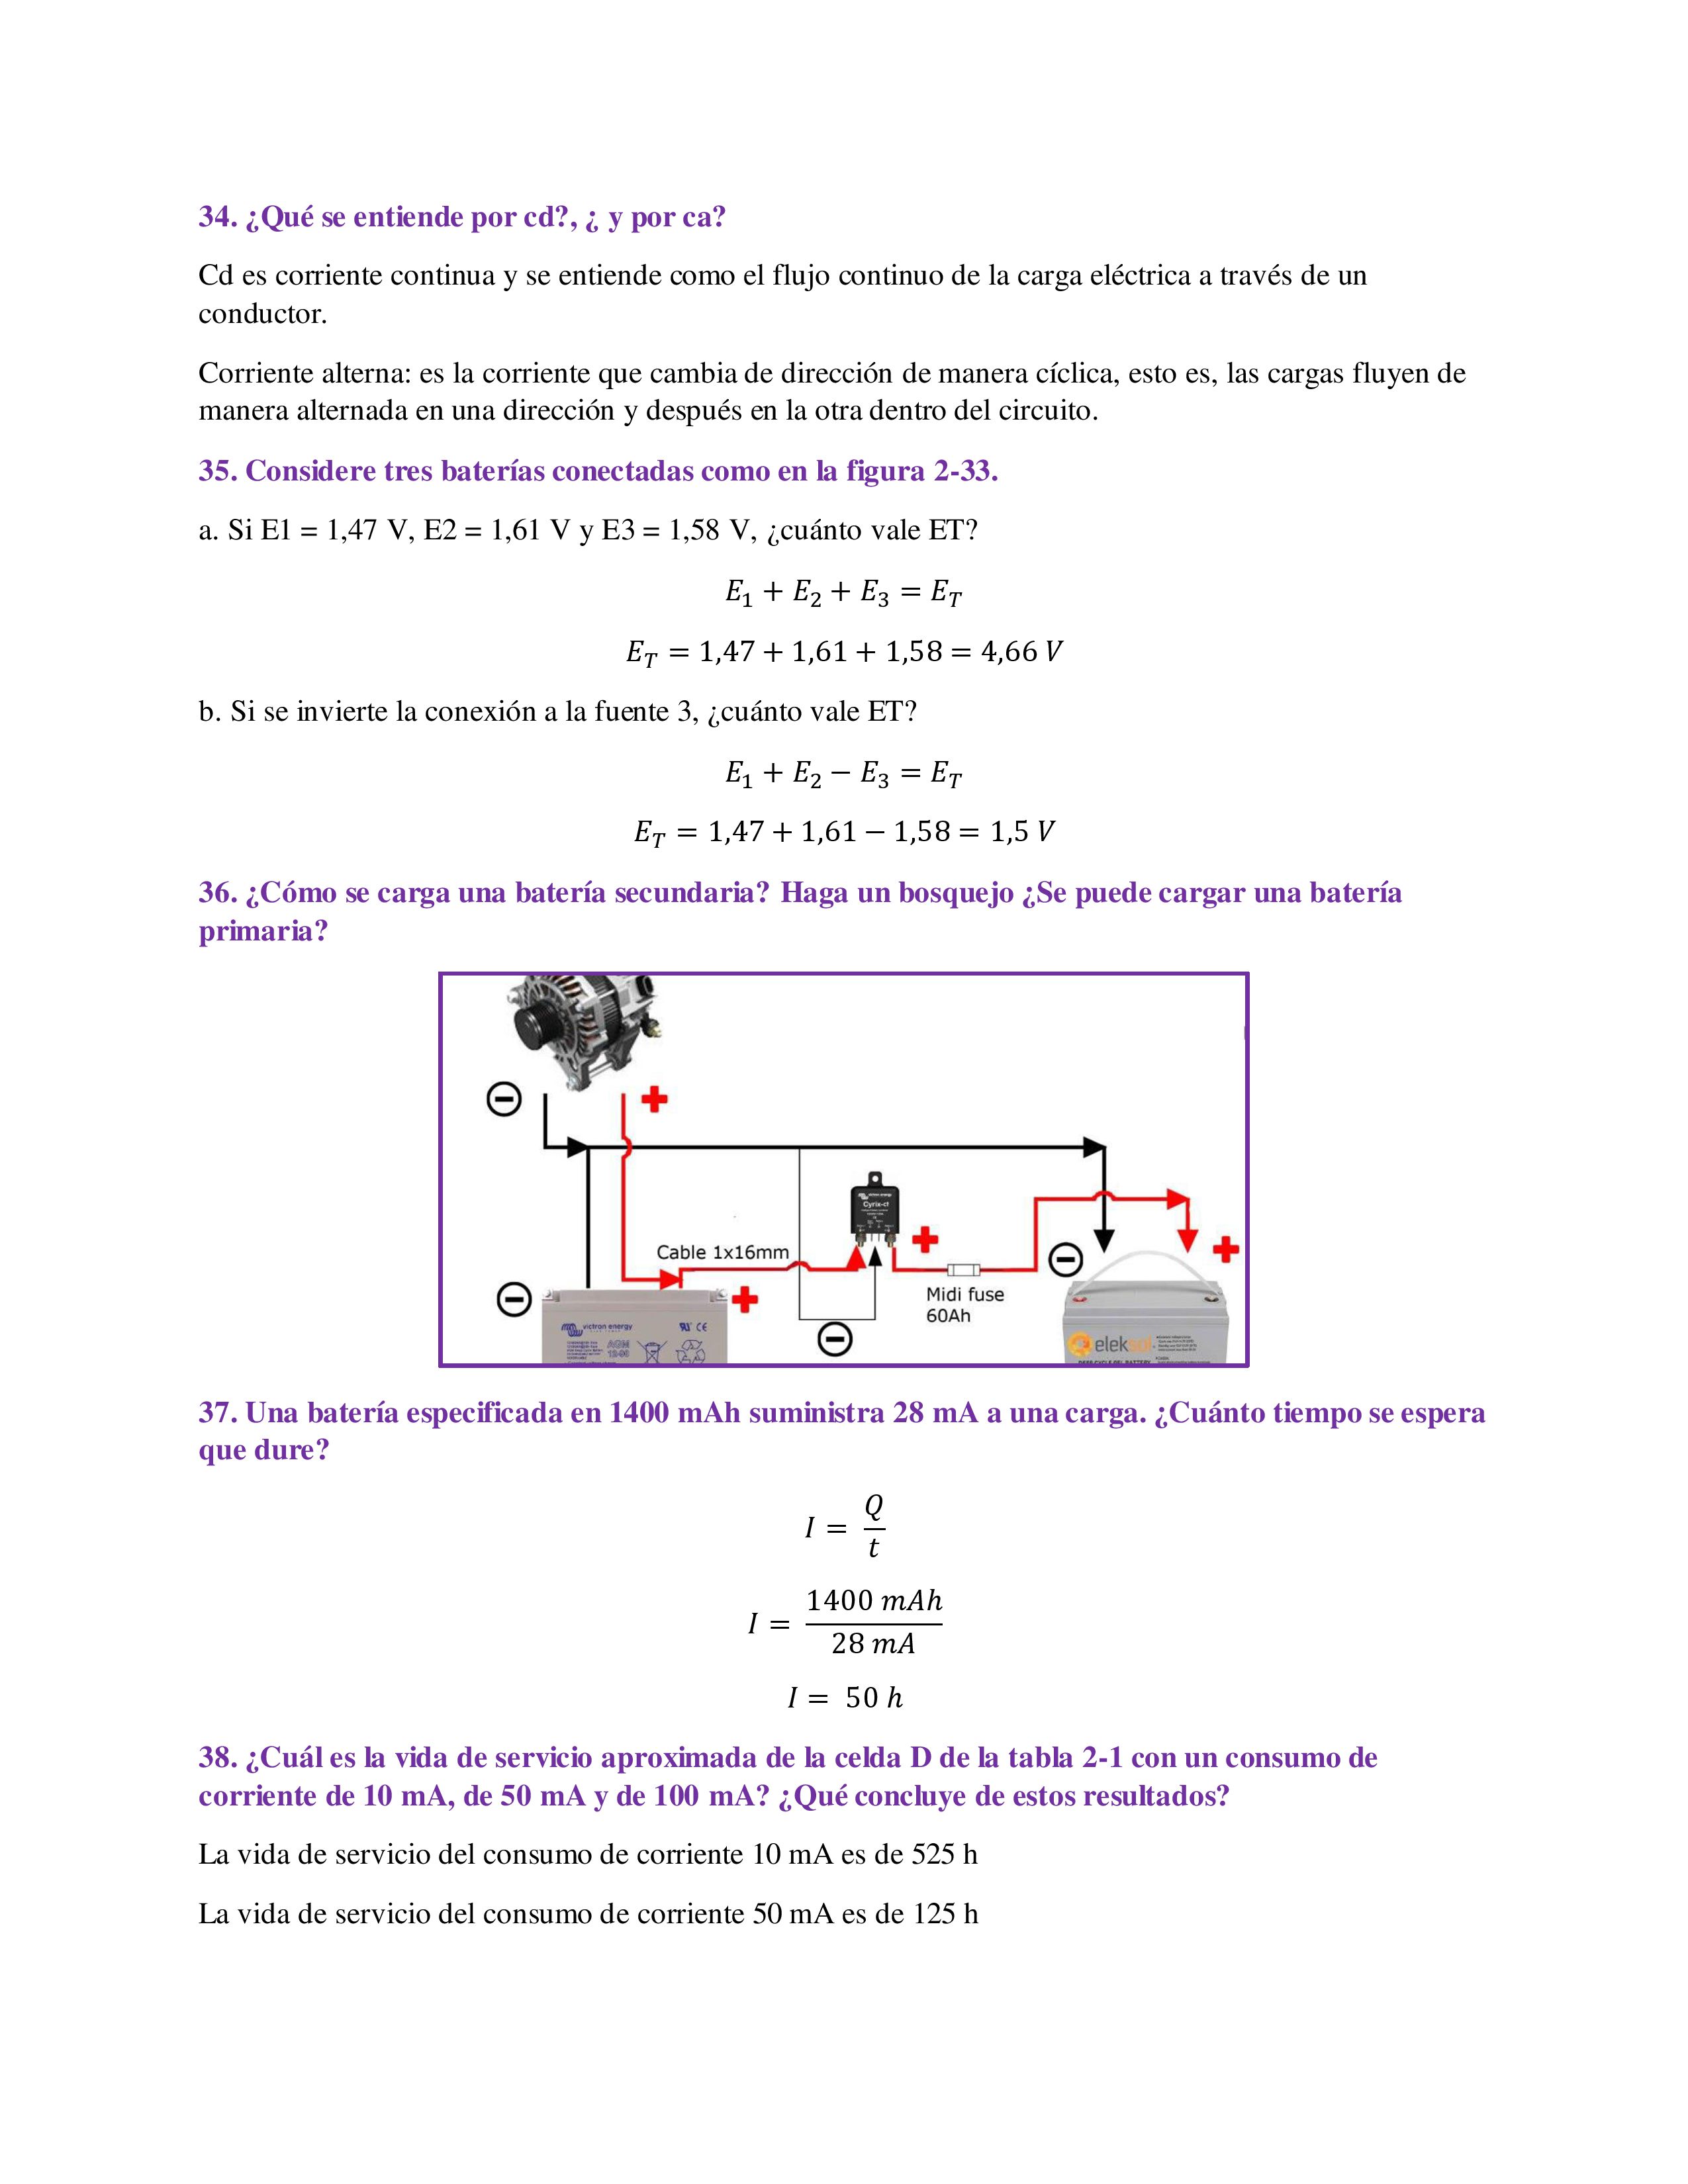 34. ¿Qué se entiende por cd?, ¿ y por ca?
Cd es corriente continua y se entiende como el flujo continuo de la carga eléctrica a través de un
conductor.
Corriente alterna: es la corriente que cambia de dirección de manera cíclica, esto es, las cargas fluyen de
manera alternada en una dirección y después en la otra dentro del circuito.
35. Considere tres baterías conectadas como en la figura 2-33.
a. Si E1 = 1,47 V, E2 = 1,61 V y E3 = 1,58 V, ¿cuánto vale ET?
E₁ + E₂ + E₃ = E_T
E_T = 1,47 + 1,61 + 1,58 = 4,66 V
b. Si se invierte la conexión a la fuente 3, ¿cuánto vale ET?
E₁ + E₂ − E₃ = E_T
E_T = 1,47 + 1,61 − 1,58 = 1,5 V
36. ¿Cómo se carga una batería secundaria? Haga un bosquejo ¿Se puede cargar una batería
primaria?
victron energy
Cyrix-ct
Cable 1x16mm
Midi fuse
60Ah
victron energy
AGM
eleksol
37. Una batería especificada en 1400 mAh suministra 28 mA a una carga. ¿Cuánto tiempo se espera
que dure?
I = Q/t
I = 1400 mAh/28 mA
I = 50 h
38. ¿Cuál es la vida de servicio aproximada de la celda D de la tabla 2-1 con un consumo de
corriente de 10 mA, de 50 mA y de 100 mA? ¿Qué concluye de estos resultados?
La vida de servicio del consumo de corriente 10 mA es de 525 h
La vida de servicio del consumo de corriente 50 mA es de 125 h